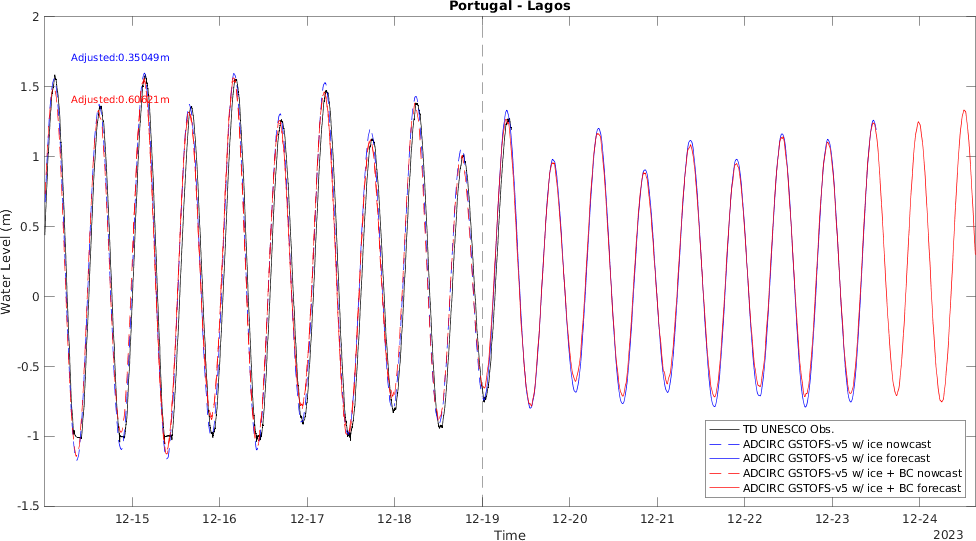 Portugal - Lagos
2
1.5
1
0.5
0
-0.5
-1
-1.5
Water Level (m)
Adjusted:0.35049m
Adjusted:0.60621m
TD UNESCO Obs.
ADCIRC GSTOFS-v5 w/ ice nowcast
ADCIRC GSTOFS-v5 w/ ice forecast
ADCIRC GSTOFS-v5 w/ ice + BC nowcast
ADCIRC GSTOFS-v5 w/ ice + BC forecast
12-15 12-16 12-17 12-18 12-19 12-20 12-21 12-22 12-23 12-24
Time
2023